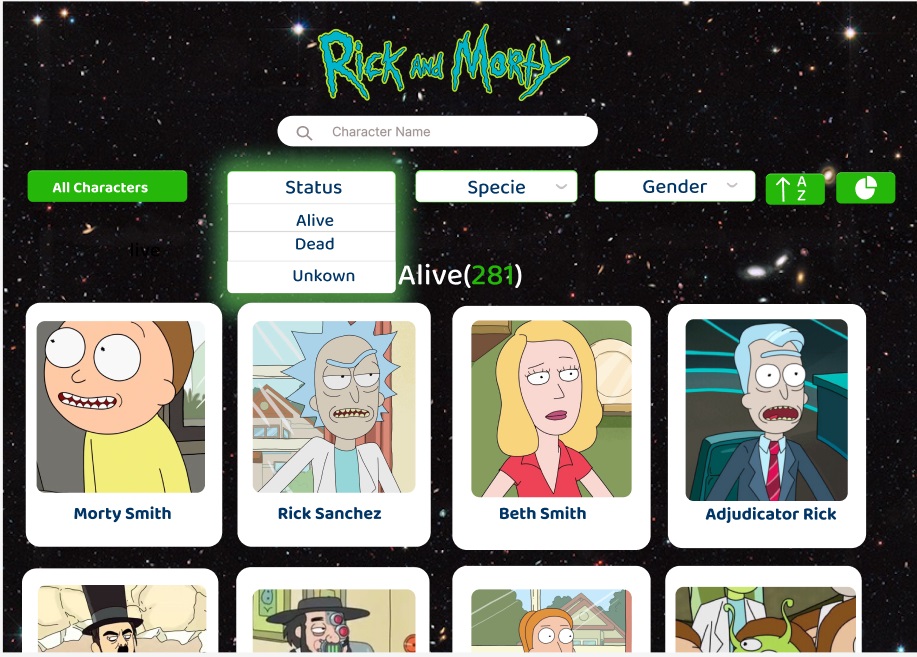 Rick and Morty
Character Name
All Characters
Status
Specie
Gender
A
Z
Alive
Dead
Unkown
live
Alive(281)
Morty Smith
Rick Sanchez
Beth Smith
Adjudicator Rick